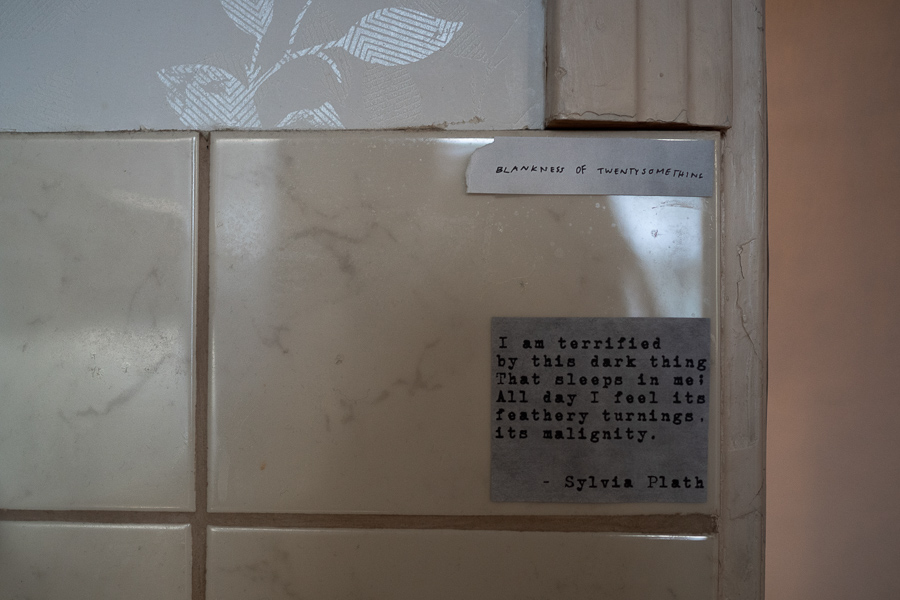 BLANKNESS OF TWENTYSOMETHING
I am terrified
by this dark thing
That sleeps in me;
All day I feel its
feathery turnings,
its malignity.
- Sylvia Plath